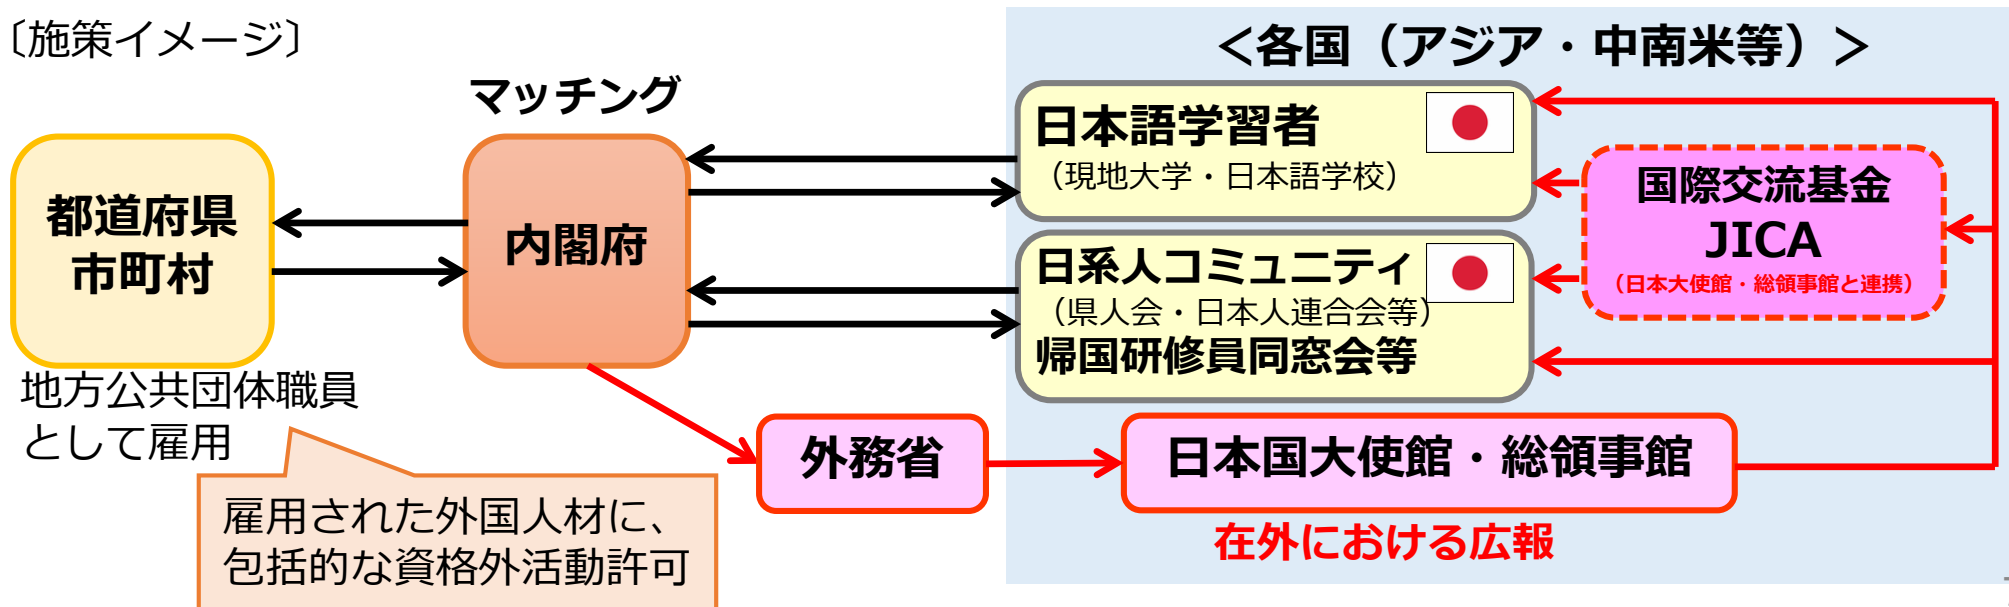 〔施策イメージ〕
マッチング
都道府県
市町村
内閣府
地方公共団体職員
として雇用
雇用された外国人材に、
包括的な資格外活動許可
外務省
＜各国（アジア・中南米等）＞
日本語学習者
（現地大学・日本語学校）
日系人コミュニティ
（県人会・日本人連合会等）
帰国研修員同窓会等
国際交流基金
JICA
（日本大使館・総領事館と連携）
日本国大使館・総領事館
在外における広報